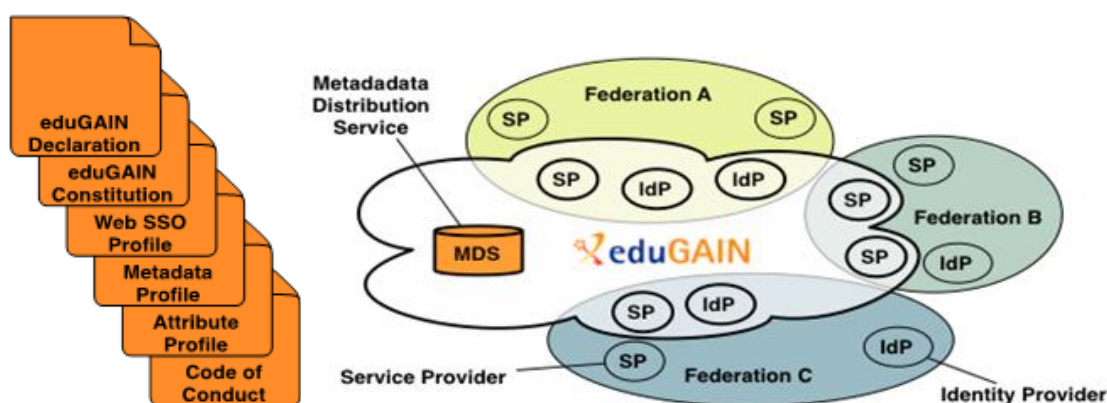 eduGAIN
Declaration
eduGAIN
Constitution
Web SSO
Profile
Metadada
Profile
Attribute
Profile
Code of
Conduct
Metadadata
Distribution
Service
MDS
eduGAIN
Federation A
SP
SP
SP
IdP
IdP
SP
SP
Federation B
SP
IdP
SP
IdP
SP
Federation C
IdP
Service Provider
Identity Provider